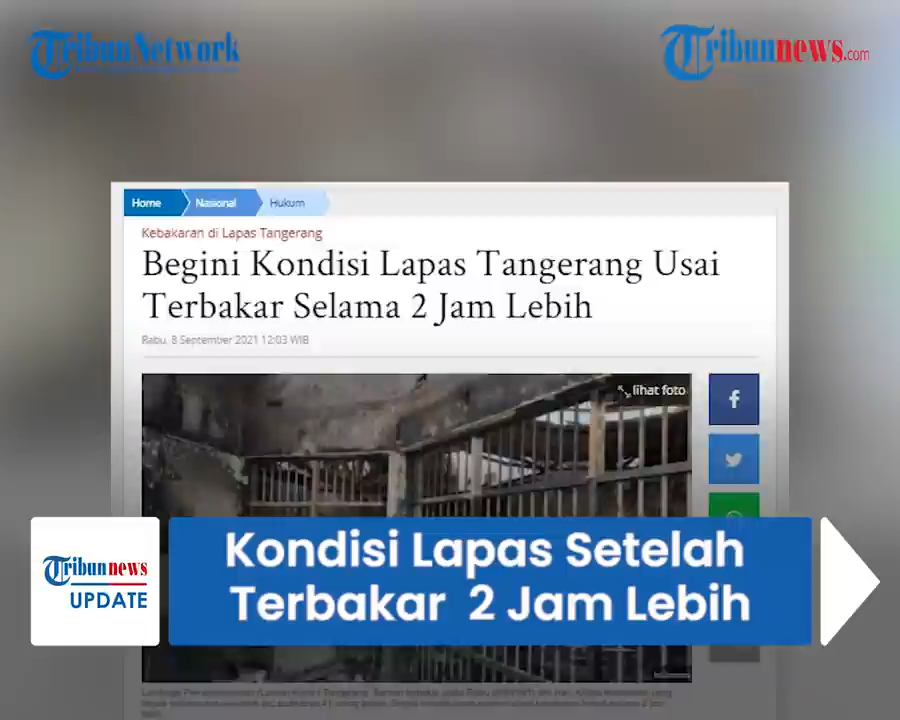 TribunNetwork
Tribunnews.com
Home
Nasional
Hukum
Kebakaran di Lapas Tangerang
Begini Kondisi Lapas Tangerang Usai
Terbakar Selama 2 Jam Lebih
Rabu, 8 September 2021 12:03 WIB
lihat foto
Tribunnews
UPDATE
Kondisi Lapas Setelah
Terbakar 2 Jam Lebih